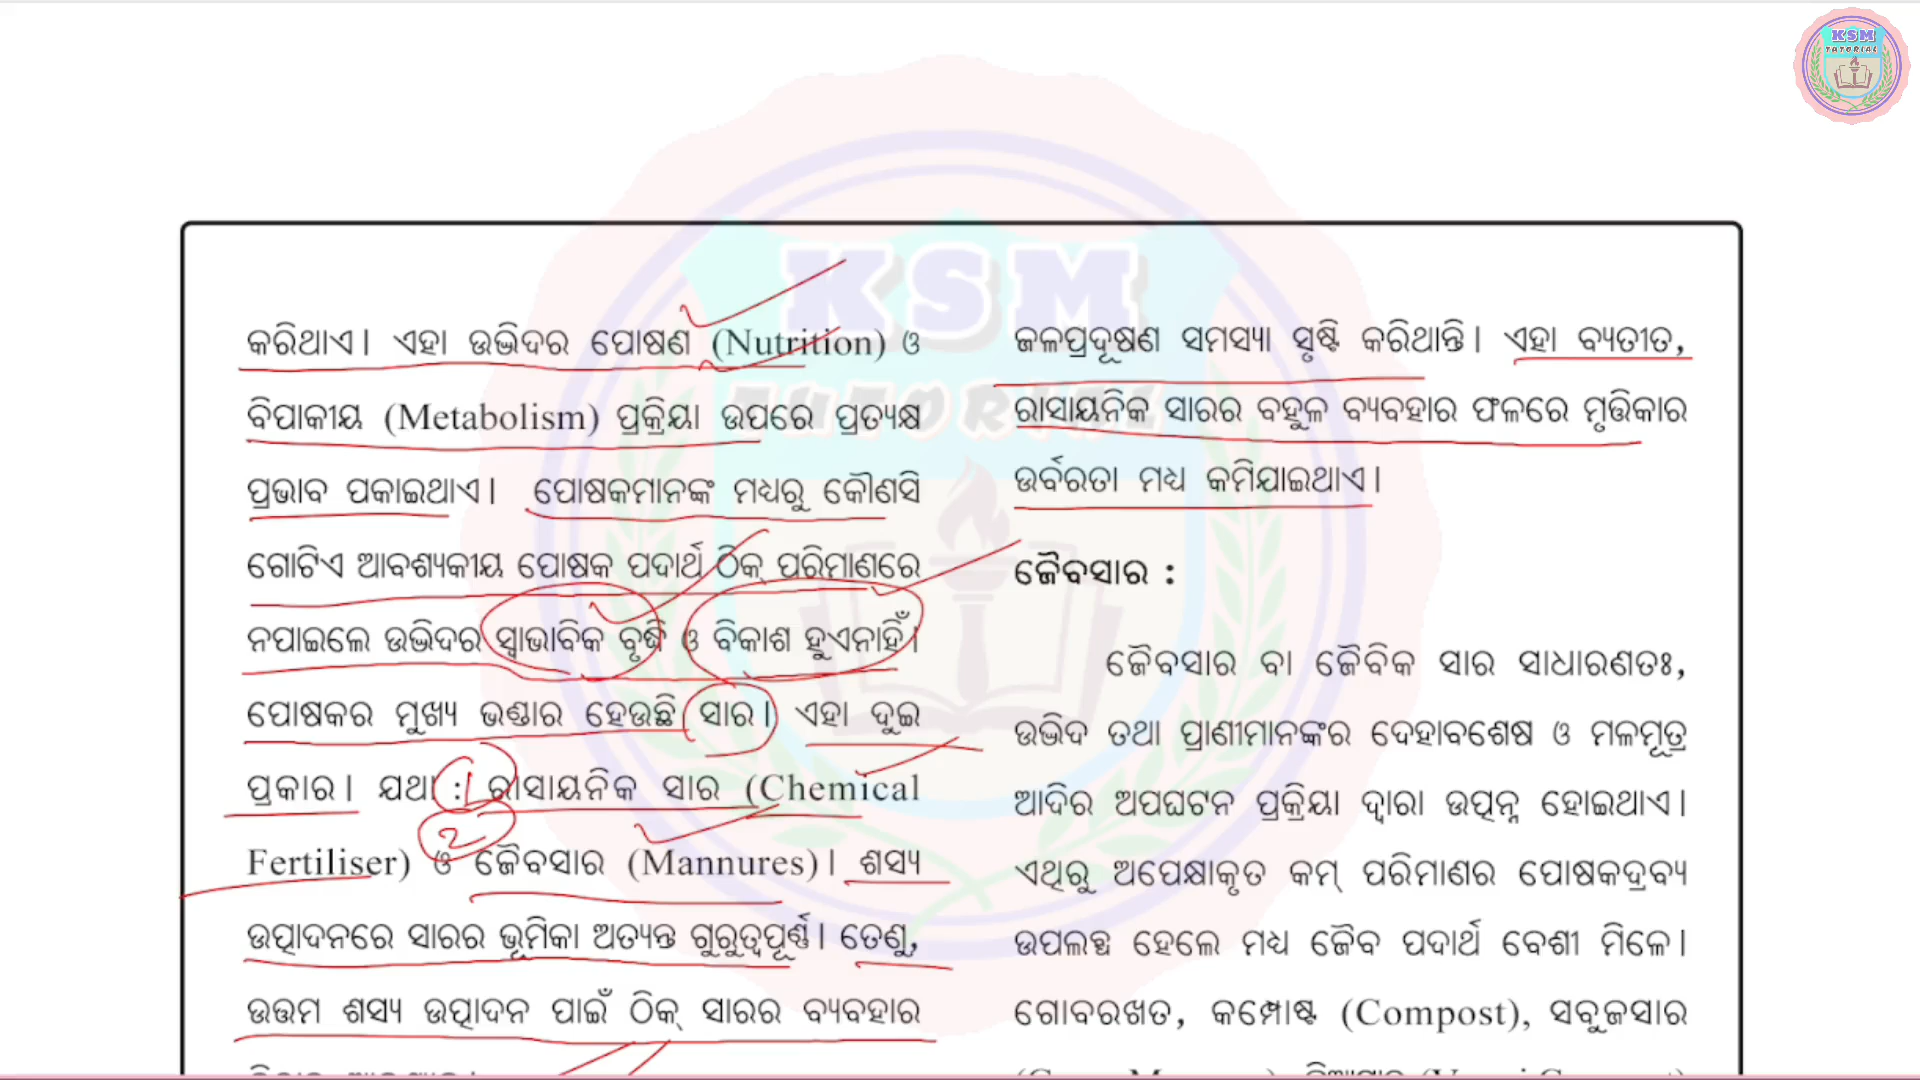 KSM
TATORIAL
KSM
TUTORIAL
କରିଥାଏ। ଏହା ଉଦ୍ଭିଦର ପୋଷଣ (Nutrition) ଓ
ବିପାକୀୟ (Metabolism) ପ୍ରକ୍ରିୟା ଉପରେ ପ୍ରତ୍ୟକ୍ଷ
ପ୍ରଭାବ ପକାଇଥାଏ। ପୋଷକମାନଙ୍କ ମଧ୍ୟରୁ କୌଣସି
ଗୋଟିଏ ଆବଶ୍ୟକୀୟ ପୋଷକ ପଦାର୍ଥ ଠିକ୍ ପରିମାଣରେ
ନପାଇଲେ ଉଦ୍ଭିଦର ସ୍ୱାଭାବିକ ବୃଦ୍ଧି ଓ ବିକାଶ ହୁଏନାହିଁ।
ପୋଷକର ମୁଖ୍ୟ ଭଣ୍ଡାର ହେଉଛି ସାର। ଏହା ଦୁଇ
ପ୍ରକାର। ଯଥା : 1 ରାସାୟନିକ ସାର (Chemical
2
Fertiliser) ଓ ଜୈବସାର (Mannures)। ଶସ୍ୟ
ଉତ୍ପାଦନରେ ସାରର ଭୂମିକା ଅତ୍ୟନ୍ତ ଗୁରୁତ୍ୱପୂର୍ଣ୍ଣ। ତେଣୁ,
ଉତ୍ତମ ଶସ୍ୟ ଉତ୍ପାଦନ ପାଇଁ ଠିକ୍ ସାରର ବ୍ୟବହାର
ଜଳପ୍ରଦୂଷଣ ସମସ୍ୟା ସୃଷ୍ଟି କରିଥାନ୍ତି। ଏହା ବ୍ୟତୀତ,
ରାସାୟନିକ ସାରର ବହୁଳ ବ୍ୟବହାର ଫଳରେ ମୃତ୍ତିକାର
ଉର୍ବରତା ମଧ୍ୟ କମିଯାଇଥାଏ।
ଜୈବସାର :
ଜୈବସାର ବା ଜୈବିକ ସାର ସାଧାରଣତଃ,
ଉଦ୍ଭିଦ ତଥା ପ୍ରାଣୀମାନଙ୍କର ଦେହାବଶେଷ ଓ ମଳମୂତ୍ର
ଆଦିର ଅପଘଟନ ପ୍ରକ୍ରିୟା ଦ୍ୱାରା ଉତ୍ପନ୍ନ ହୋଇଥାଏ।
ଏଥିରୁ ଅପେକ୍ଷାକୃତ କମ୍ ପରିମାଣର ପୋଷକଦ୍ରବ୍ୟ
ଉପଲବ୍ଧ ହେଲେ ମଧ୍ୟ ଜୈବ ପଦାର୍ଥ ବେଶୀ ମିଳେ।
ଗୋବରଖତ, କମ୍ପୋଷ୍ଟ (Compost), ସବୁଜସାର